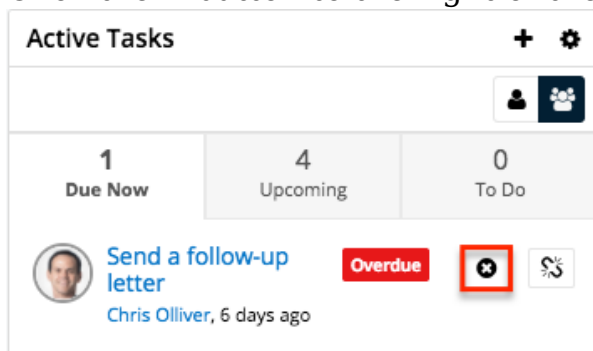 Active Tasks
1
Due Now
4
Upcoming
0
To Do
Send a follow-up
letter
Overdue
Chris Olliver, 6 days ago